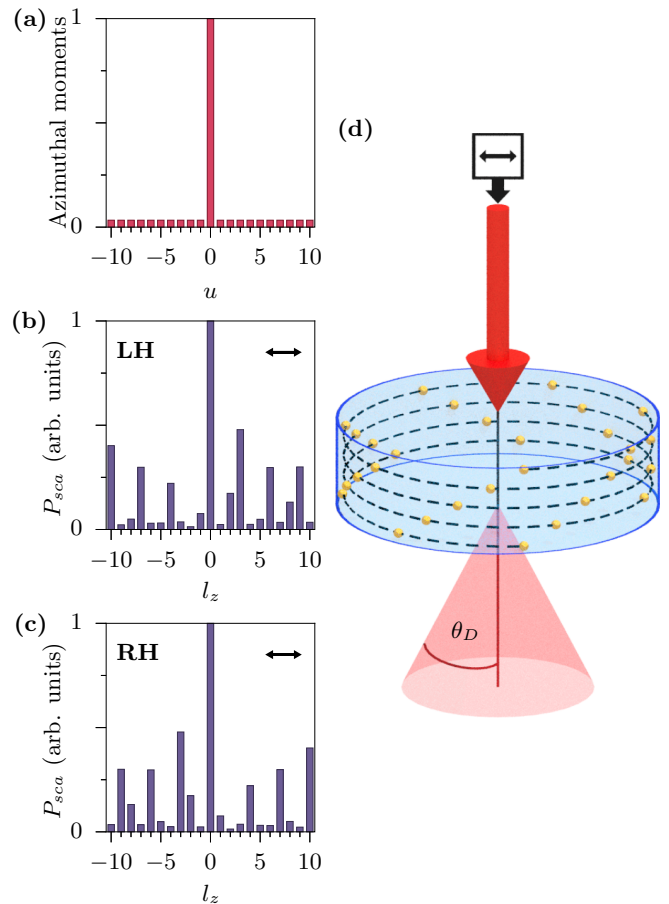 (a)
1
Azimuthal moments
0
−10 −5 0 5 10
u
(b)
1
LH
P_sca (arb. units)
0
−10 −5 0 5 10
l_z
(c)
1
RH
P_sca (arb. units)
0
−10 −5 0 5 10
l_z
(d)
θ_D